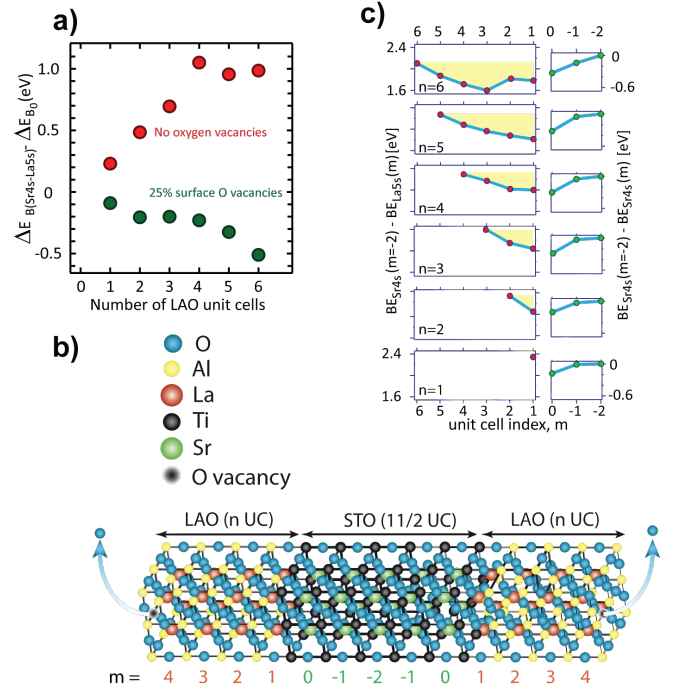 a)
ΔE B(Sr4s-La5s)– ΔE B0 (eV)
1.0
0.5
0
-0.5
No oxygen vacancies
25% surface O vacancies
0 1 2 3 4 5 6
Number of LAO unit cells
b)
O
Al
La
Ti
Sr
O vacancy
LAO (n UC) STO (11/2 UC) LAO (n UC)
m = 4 3 2 1 0 -1 -2 -1 0 1 2 3 4
c)
6 5 4 3 2 1 0 -1 -2
2.4
1.6
n=6
0
-0.6
n=5
n=4
n=3
n=2
2.4
1.6
n=1
0
-0.6
BE Sr4s (m=-2) - BE La5s (m) [eV]
BE Sr4s (m=-2) - BE Sr4s (m) [eV]
6 5 4 3 2 1 0 -1 -2
unit cell index, m